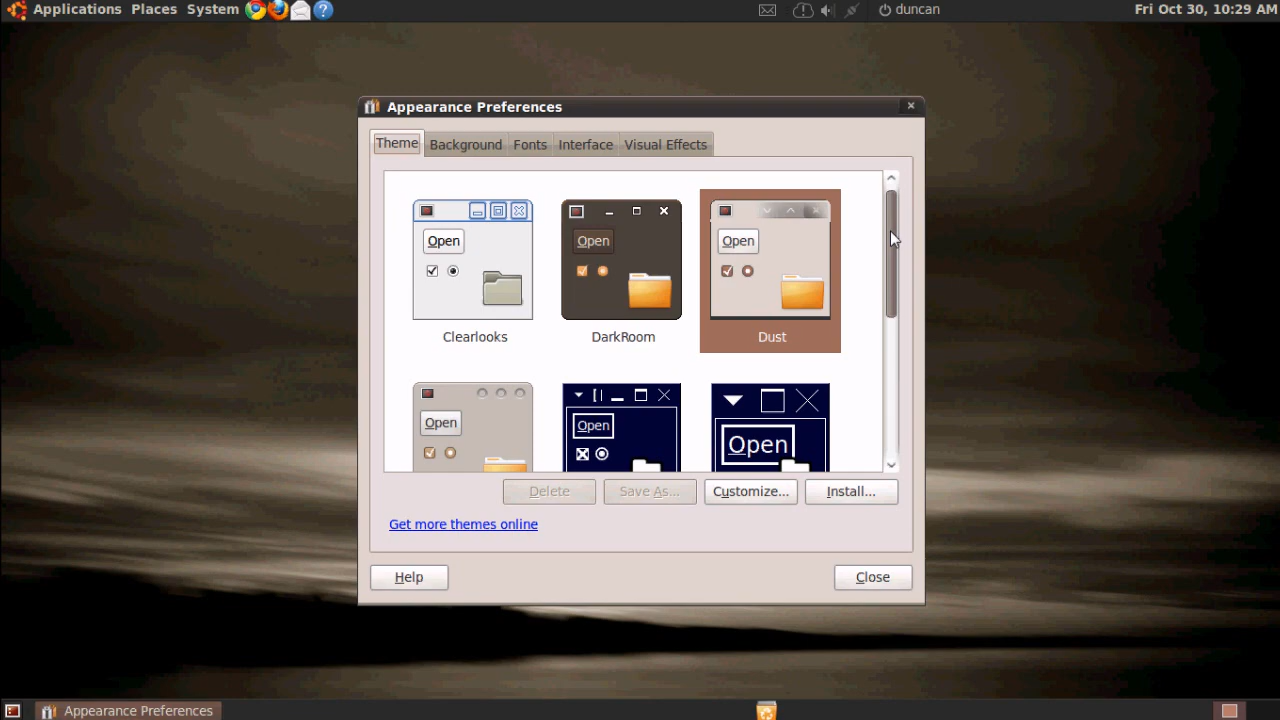 Applications Places System duncan Fri Oct 30, 10:29 AM
Appearance Preferences
Theme Background Fonts Interface Visual Effects
Open Open Open
Clearlooks DarkRoom Dust
Open Open Open
Delete Save As... Customize... Install...
Get more themes online
Help Close
Appearance Preferences